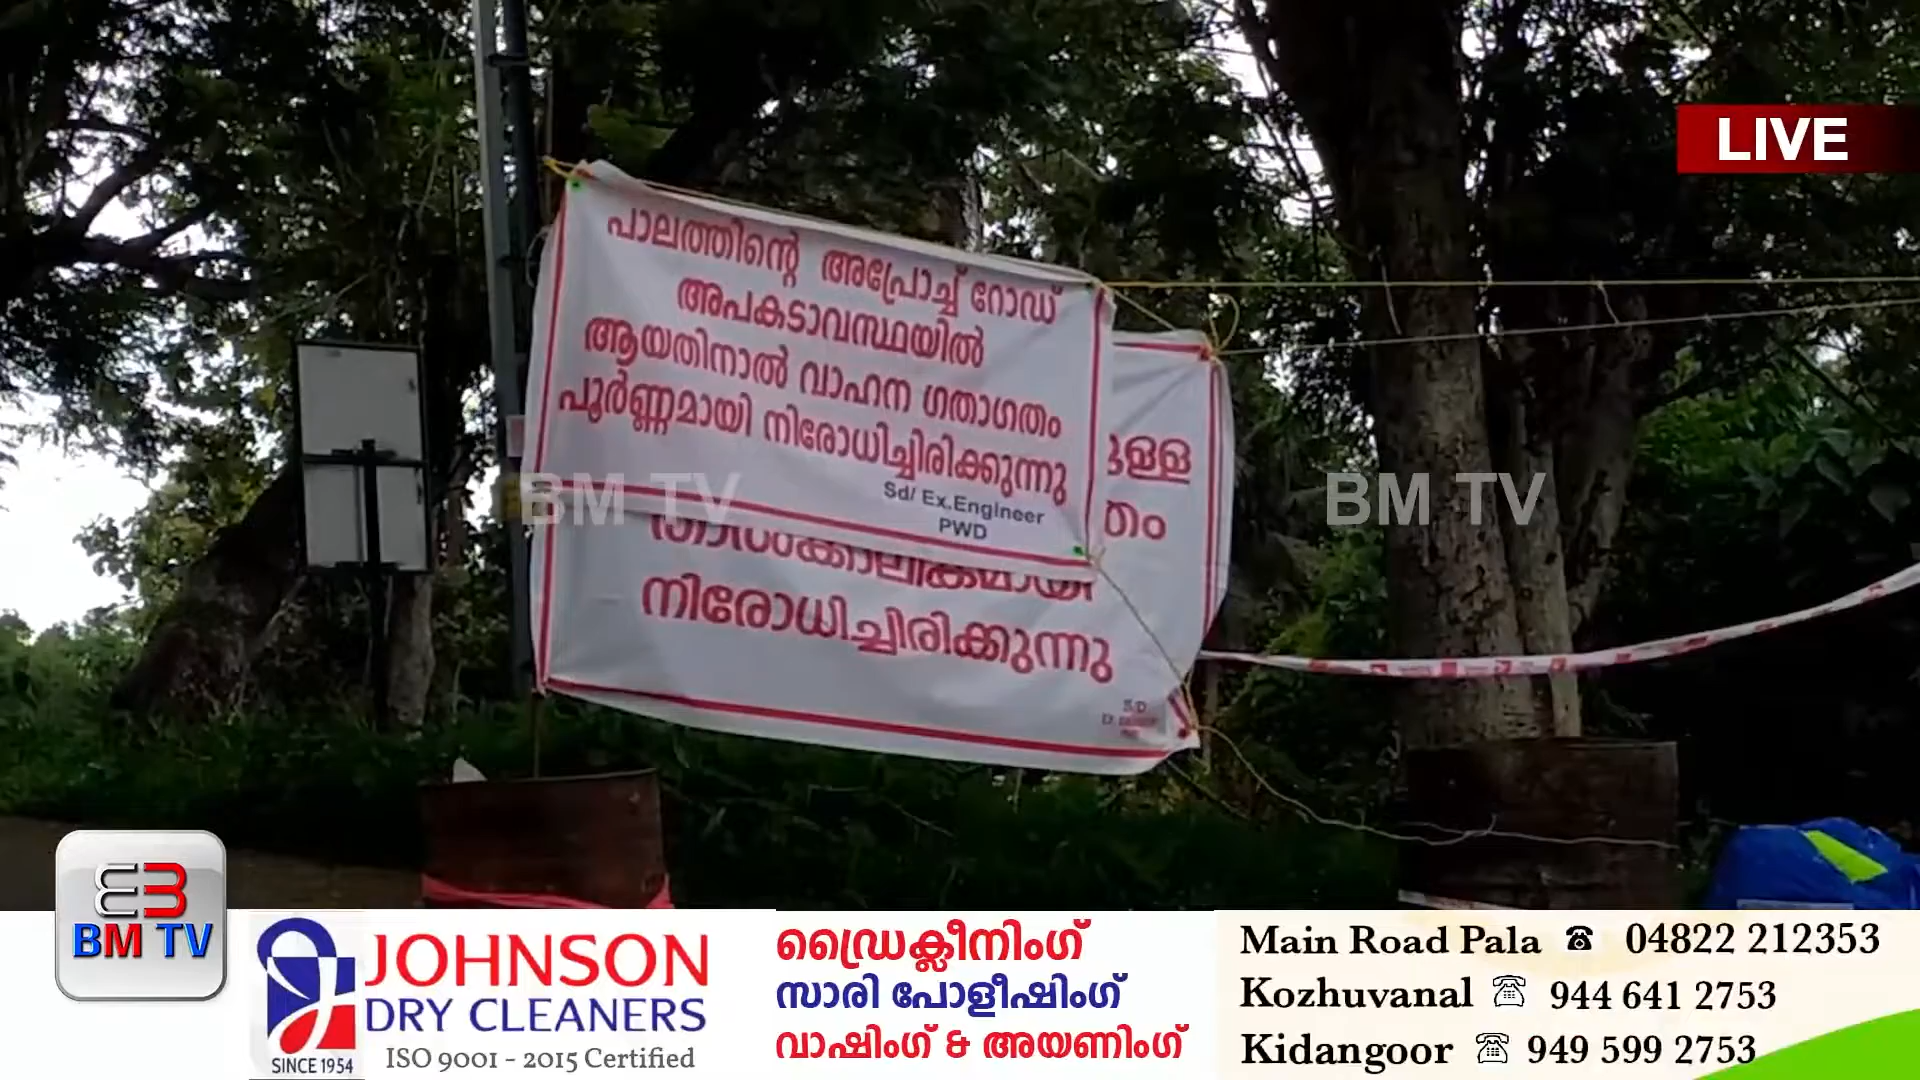 LIVE
പാലത്തിന്റെ അപ്രോച്ച് റോഡ്
അപകടാവസ്ഥയിൽ
ആയതിനാൽ വാഹന ഗതാഗതം
പൂർണ്ണമായി നിരോധിച്ചിരിക്കുന്നു
Sd/ Ex.Engineer
PWD
താൽക്കാലികമായി
നിരോധിച്ചിരിക്കുന്നു
BM TV
BM TV
BM TV
JOHNSON
DRY CLEANERS
ISO 9001 - 2015 Certified
SINCE 1954
ഡ്രൈക്ലീനിംഗ്
സാരി പോളീഷിംഗ്
വാഷിംഗ് & അയണിംഗ്
Main Road Pala ☎ 04822 212353
Kozhuvanal ☏ 944 641 2753
Kidangoor ☏ 949 599 2753